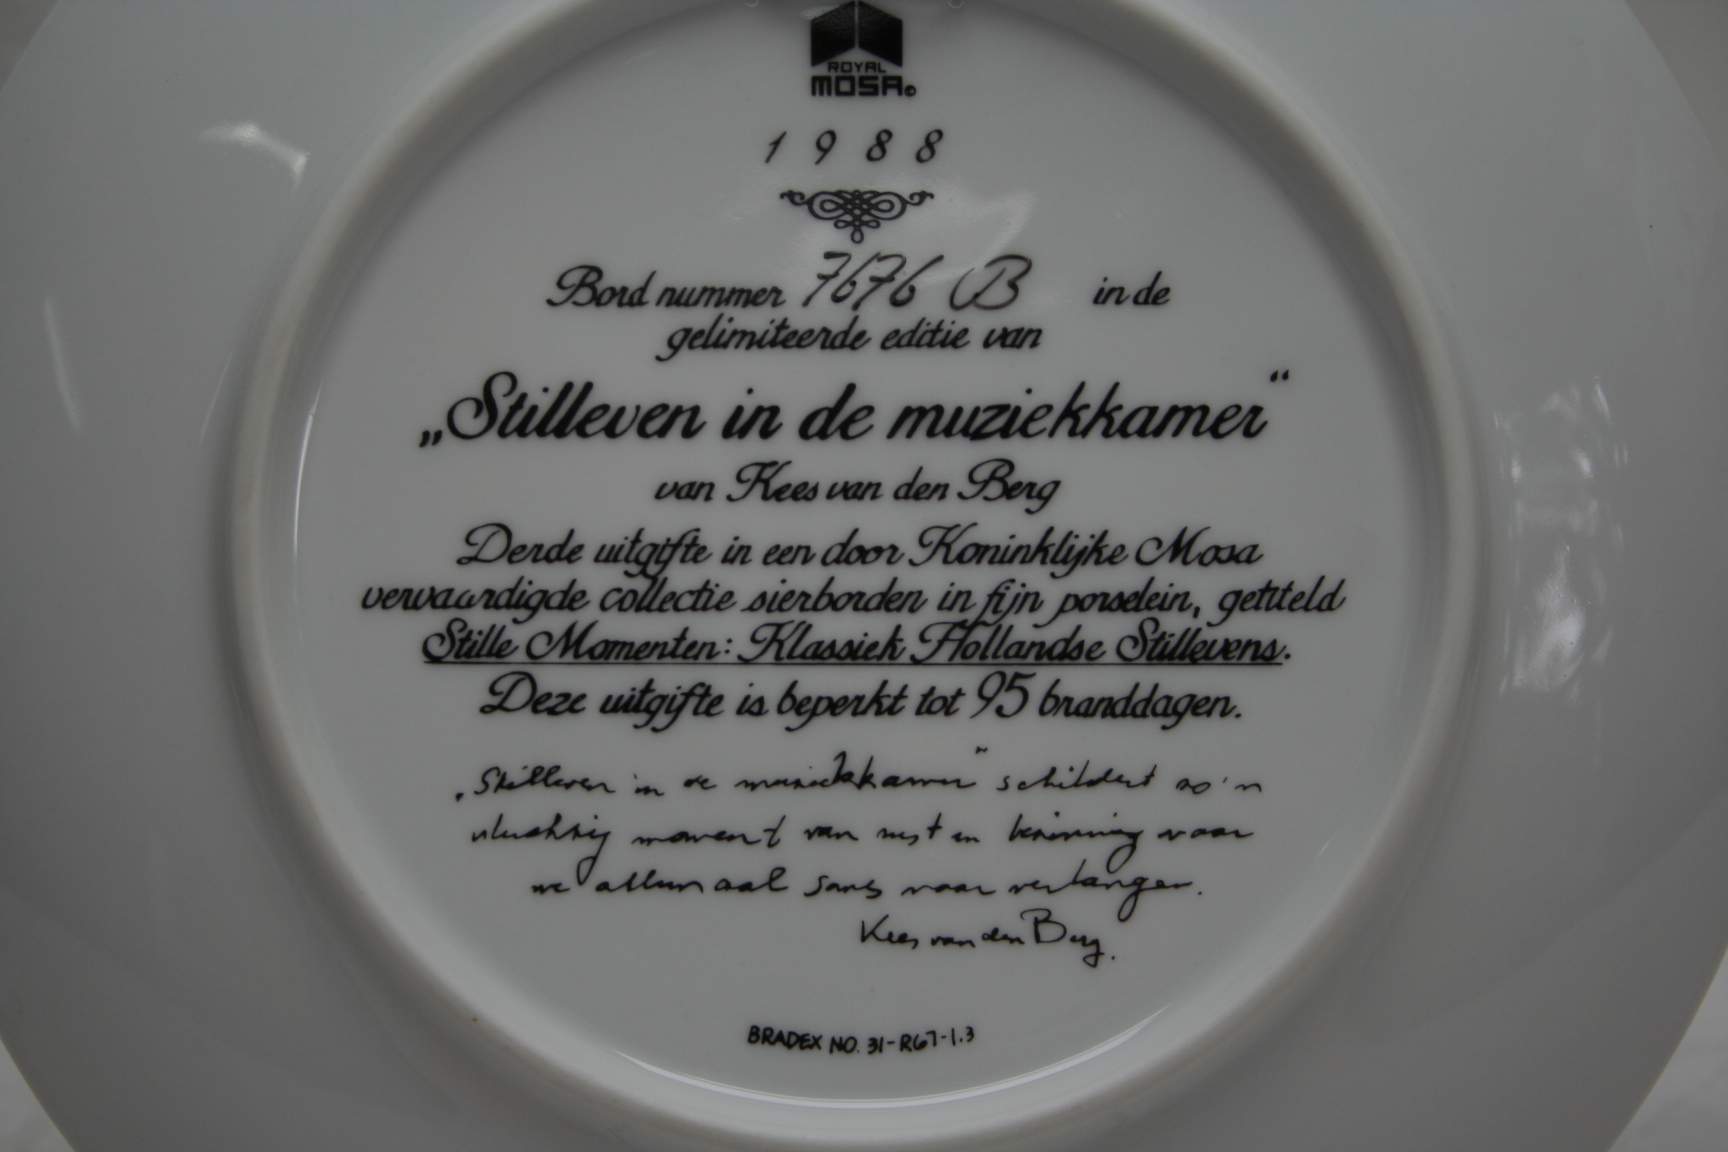 ROYAL
MOSA©
1988
Bord nummer 7676 B in de
gelimiteerde editie van
„Stilleven in de muziekkamer“
van Kees van den Berg
Derde uitgifte in een door Koninklijke Mosa
vervaardigde collectie sierborden in fijn porselein, getiteld
Stille Momenten: Klassiek Hollandse Stillevens.
Deze uitgifte is beperkt tot 95 branddagen.
„Stilleven in de muziekkamer” schildert zo'n
vluchtig moment van rust en bezinning waar
we allemaal soms naar verlangen.
Kees van den Berg.
BRADEX NO. 31-R67-1.3